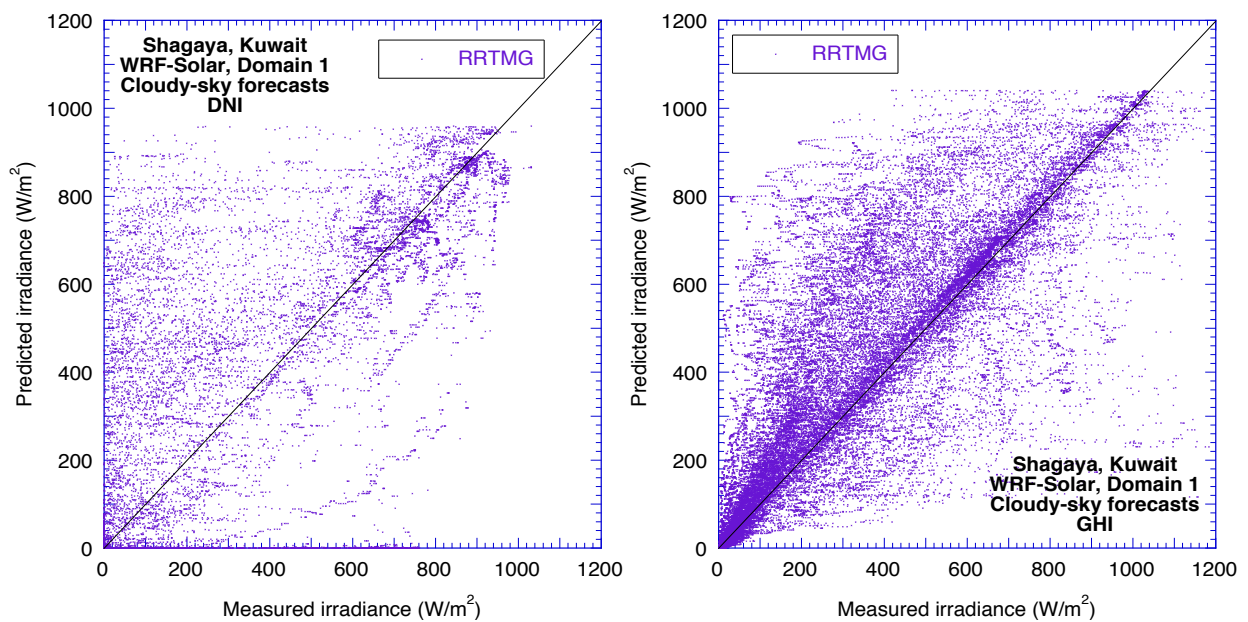 1200
1000
800
600
400
200
0
Predicted irradiance (W/m²)
Shagaya, Kuwait
WRF-Solar, Domain 1
Cloudy-sky forecasts
DNI
RRTMG
0 200 400 600 800 1000 1200
Measured irradiance (W/m²)
1200
1000
800
600
400
200
0
Predicted irradiance (W/m²)
RRTMG
Shagaya, Kuwait
WRF-Solar, Domain 1
Cloudy-sky forecasts
GHI
0 200 400 600 800 1000 1200
Measured irradiance (W/m²)